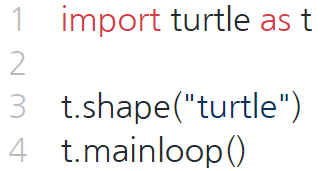 1 import turtle as t
2
3 t.shape("turtle")
4 t.mainloop()